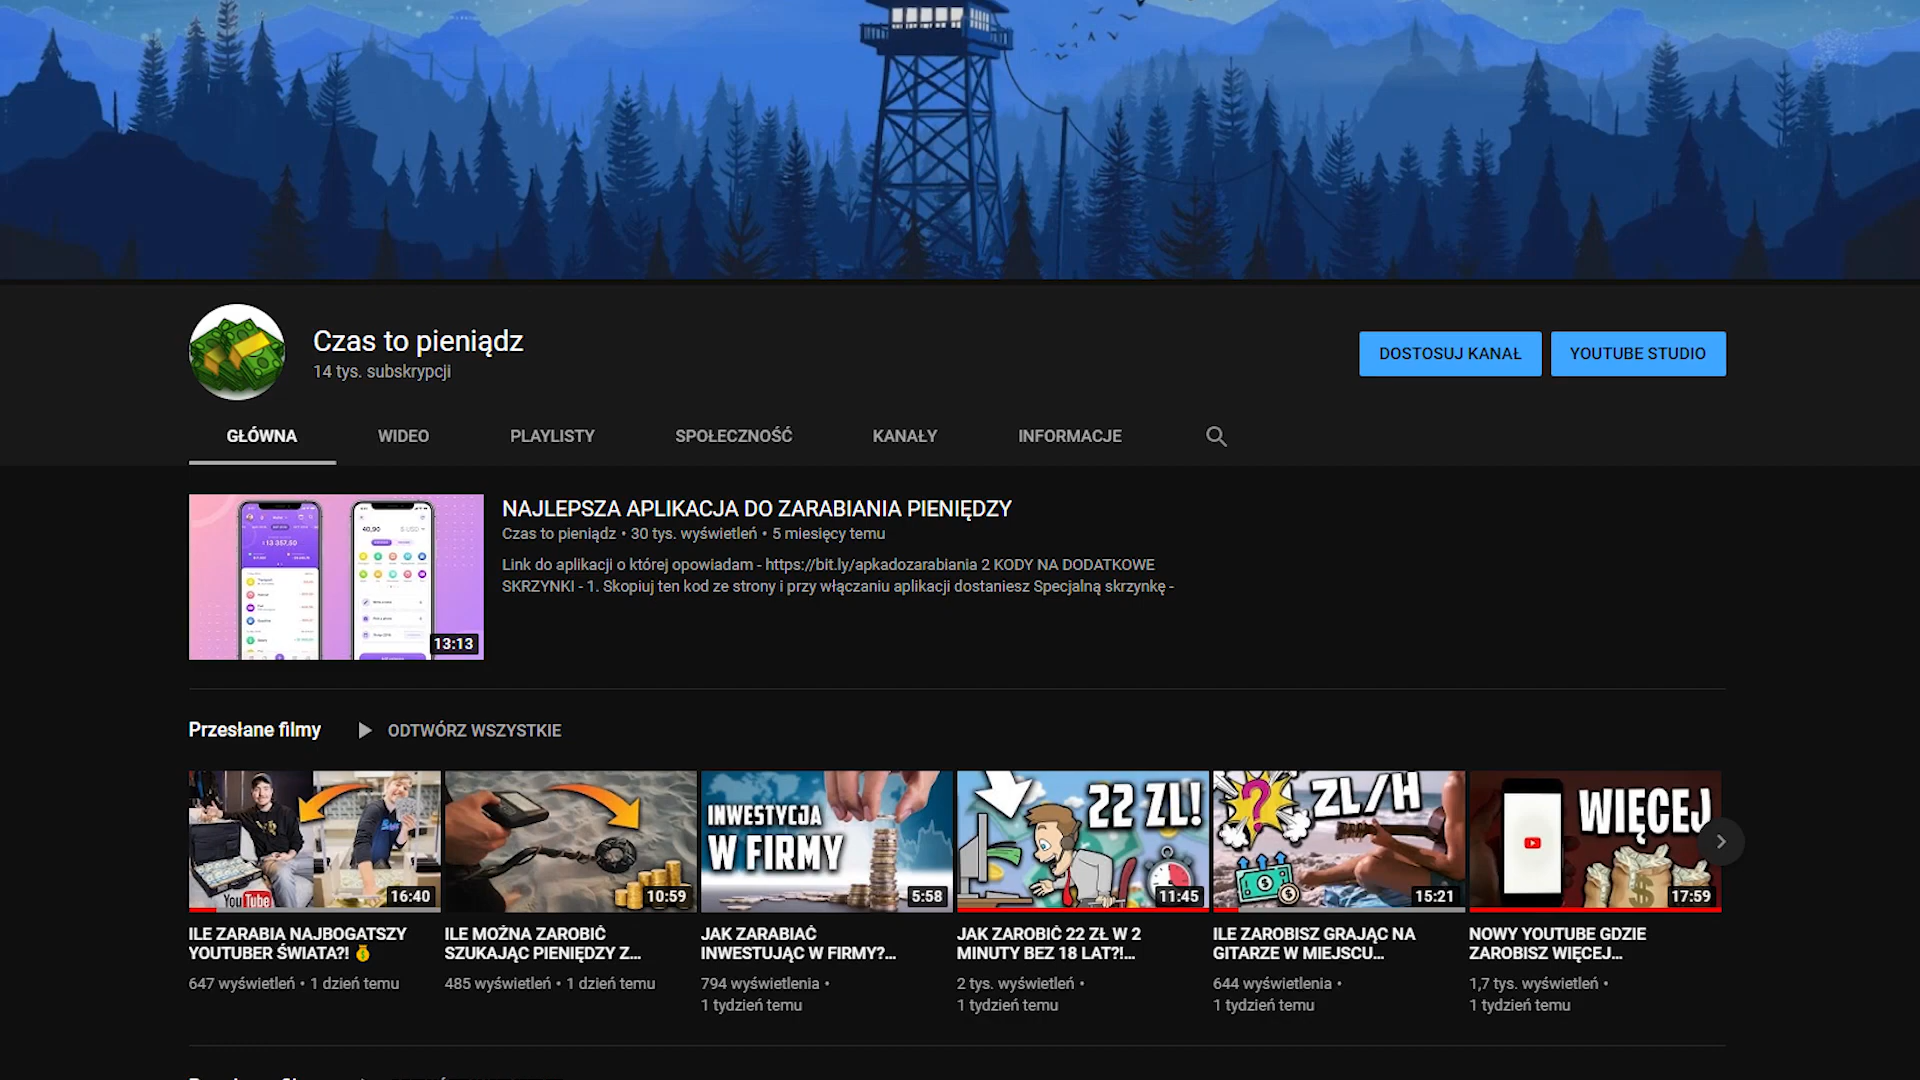 Czas to pieniądz
14 tys. subskrypcji
DOSTOSUJ KANAŁ
YOUTUBE STUDIO
GŁÓWNA
WIDEO
PLAYLISTY
SPOŁECZNOŚĆ
KANAŁY
INFORMACJE
NAJLEPSZA APLIKACJA DO ZARABIANIA PIENIĘDZY
Czas to pieniądz • 30 tys. wyświetleń • 5 miesięcy temu
Link do aplikacji o której opowiadam - https://bit.ly/apkadozarabiania 2 KODY NA DODATKOWE
SKRZYNKI - 1. Skopiuj ten kod ze strony i przy włączaniu aplikacji dostaniesz Specjalną skrzynkę -
13 357,50
40,90
13:13
Przesłane filmy
ODTWÓRZ WSZYSTKIE
YouTube
16:40
10:59
INWESTYCJA
W FIRMY
5:58
22 ZL!
11:45
ZL/H
15:21
WIĘCEJ
17:59
ILE ZARABIA NAJBOGATSZY
YOUTUBER ŚWIATA?!
647 wyświetleń • 1 dzień temu
ILE MOŻNA ZAROBIĆ
SZUKAJĄC PIENIĘDZY Z...
485 wyświetleń • 1 dzień temu
JAK ZARABIAĆ
INWESTUJĄC W FIRMY?...
794 wyświetlenia •
1 tydzień temu
JAK ZAROBIĆ 22 ZŁ W 2
MINUTY BEZ 18 LAT?!...
2 tys. wyświetleń •
1 tydzień temu
ILE ZAROBISZ GRAJĄC NA
GITARZE W MIEJSCU...
644 wyświetlenia •
1 tydzień temu
NOWY YOUTUBE GDZIE
ZAROBISZ WIĘCEJ...
1,7 tys. wyświetleń •
1 tydzień temu